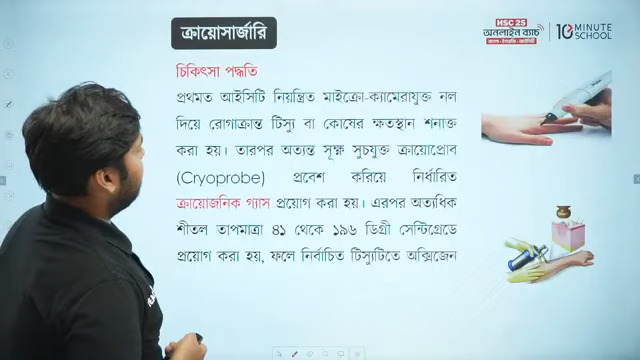 ক্রায়োসার্জারি
HSC 25
অনলাইন ব্যাচ
বাংলা · ইংরেজি · আইসিটি
10 MINUTE
SCHOOL
চিকিৎসা পদ্ধতি
প্রথমত আইসিটি নিয়ন্ত্রিত মাইক্রো-ক্যামেরাযুক্ত নল
দিয়ে রোগাক্রান্ত টিস্যু বা কোষের ক্ষতস্থান শনাক্ত
করা হয়। তারপর অত্যন্ত সূক্ষ্ম সুচযুক্ত ক্রায়োপ্রোব
(Cryoprobe) প্রবেশ করিয়ে নির্ধারিত
ক্রায়োজনিক গ্যাস প্রয়োগ করা হয়। এরপর অত্যধিক
শীতল তাপমাত্রা ৪১ থেকে ১৯৬ ডিগ্রী সেন্টিগ্রেডে
প্রয়োগ করা হয়, ফলে নির্বাচিত টিস্যুটিতে অক্সিজেন